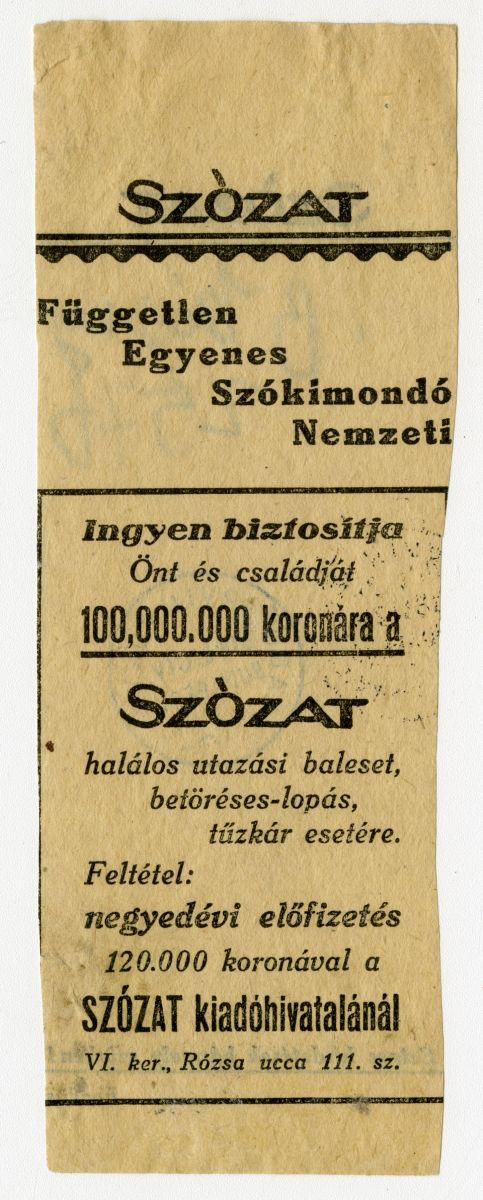 SZÒZAT
Független
Egyenes
Szókimondó
Nemzeti
Ingyen biztosítja
Önt és családját
100,000.000 koronára a
SZÒZAT
halálos utazási baleset,
betöréses-lopás,
tűzkár esetére.
Feltétel:
negyedévi előfizetés
120.000 koronával a
SZÓZAT kiadóhivatalánál
VI. ker., Rózsa ucca 111. sz.